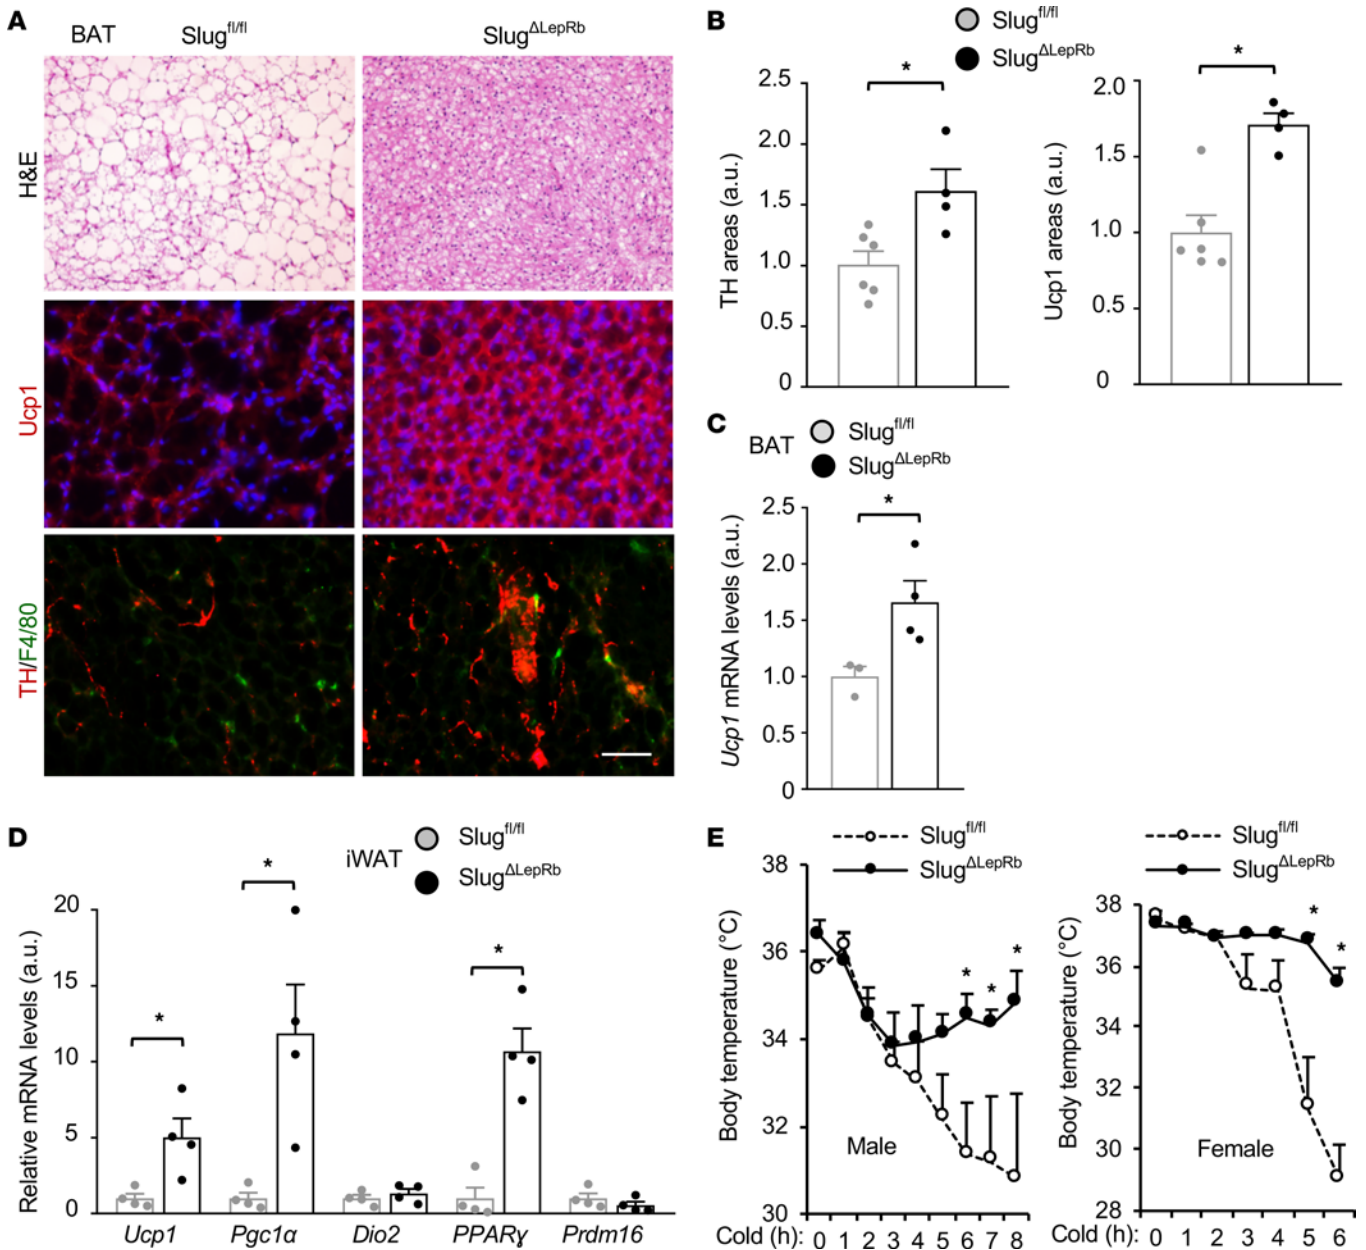 A
BAT Slug^fl/fl Slug^ΔLepRb
H&E
Ucp1
TH/F4/80
B
Slug^fl/fl
Slug^ΔLepRb
TH areas (a.u.)
2.5
2.0
1.5
1.0
0.5
0
*
Ucp1 areas (a.u.)
2.0
1.5
1.0
0.5
0
*
C
BAT
Slug^fl/fl
Slug^ΔLepRb
Ucp1 mRNA levels (a.u.)
2.5
2.0
1.5
1.0
0.5
0
*
D
iWAT
Slug^fl/fl
Slug^ΔLepRb
Relative mRNA levels (a.u.)
20
15
10
5
0
* * *
Ucp1 Pgc1α Dio2 PPARɣ Prdm16
E
Slug^fl/fl
Slug^ΔLepRb
Body temperature (°C)
38
36
34
32
30
* * *
Male
Cold (h): 0 1 2 3 4 5 6 7 8
Slug^fl/fl
Slug^ΔLepRb
Body temperature (°C)
38
36
34
32
30
28
* *
Female
Cold (h): 0 1 2 3 4 5 6